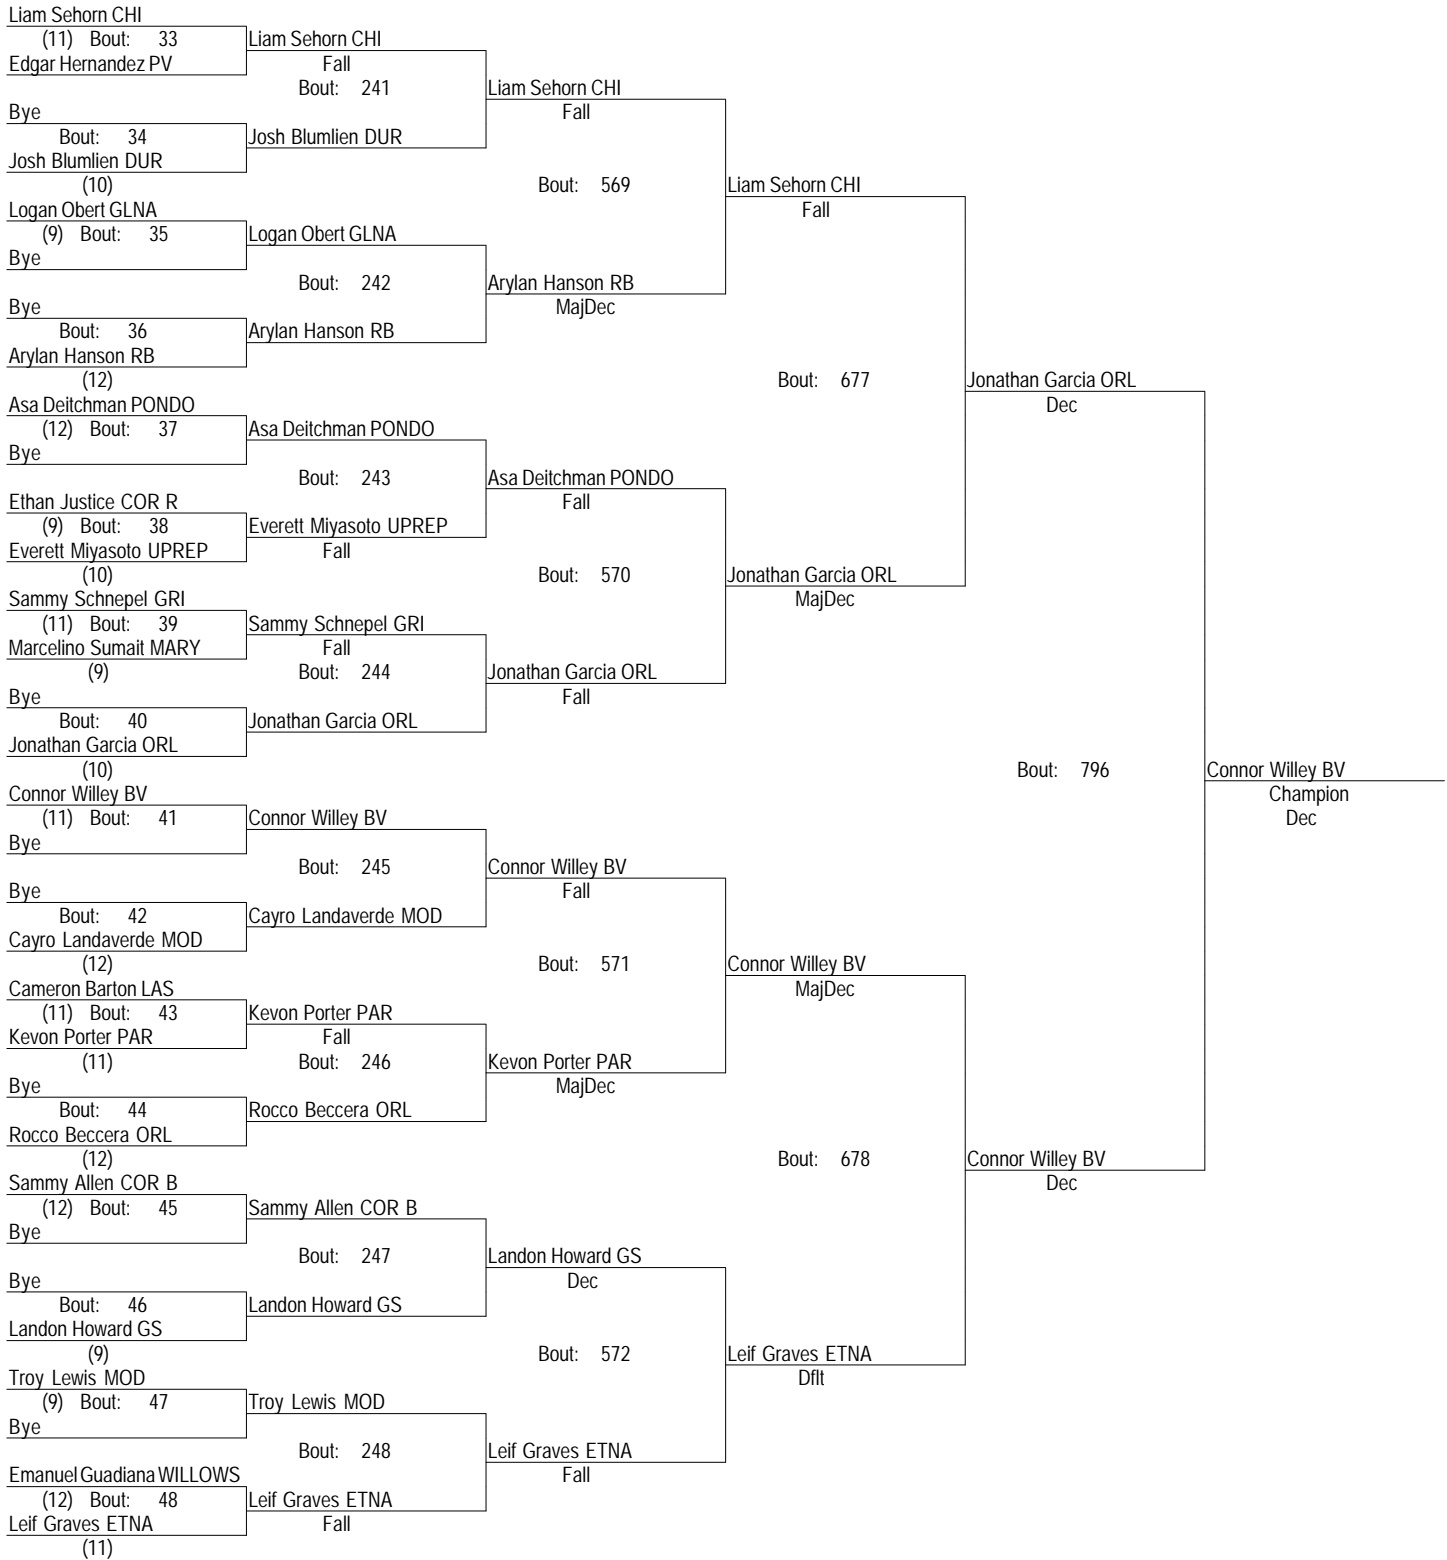 Liam Sehorn CHI
(11) Bout: 33 Liam Sehorn CHI
Edgar Hernandez PV Fall
Bout: 241 Liam Sehorn CHI
Bye Fall
Bout: 34 Josh Blumlien DUR
Josh Blumlien DUR
(10) Bout: 569 Liam Sehorn CHI
Logan Obert GLNA Fall
(9) Bout: 35 Logan Obert GLNA
Bye
Bout: 242 Arylan Hanson RB
Bye MajDec
Bout: 36 Arylan Hanson RB
Arylan Hanson RB
(12) Bout: 677 Jonathan Garcia ORL
Asa Deitchman PONDO Dec
(12) Bout: 37 Asa Deitchman PONDO
Bye
Bout: 243 Asa Deitchman PONDO
Ethan Justice COR R Fall
(9) Bout: 38 Everett Miyasoto UPREP
Everett Miyasoto UPREP Fall
(10) Bout: 570 Jonathan Garcia ORL
Sammy Schnepel GRI MajDec
(11) Bout: 39 Sammy Schnepel GRI
Marcelino Sumait MARY Fall
(9) Bout: 244 Jonathan Garcia ORL
Bye Fall
Bout: 40 Jonathan Garcia ORL
Jonathan Garcia ORL
(10) Bout: 796 Connor Willey BV
Connor Willey BV Champion
(11) Bout: 41 Connor Willey BV Dec
Bye
Bout: 245 Connor Willey BV
Bye Fall
Bout: 42 Cayro Landaverde MOD
Cayro Landaverde MOD
(12) Bout: 571 Connor Willey BV
Cameron Barton LAS MajDec
(11) Bout: 43 Kevon Porter PAR
Kevon Porter PAR Fall
(11) Bout: 246 Kevon Porter PAR
Bye MajDec
Bout: 44 Rocco Beccera ORL
Rocco Beccera ORL
(12) Bout: 678 Connor Willey BV
Sammy Allen COR B Dec
(12) Bout: 45 Sammy Allen COR B
Bye
Bout: 247 Landon Howard GS
Bye Dec
Bout: 46 Landon Howard GS
Landon Howard GS
(9) Bout: 572 Leif Graves ETNA
Troy Lewis MOD Dflt
(9) Bout: 47 Troy Lewis MOD
Bye
Bout: 248 Leif Graves ETNA
Emanuel Guadiana WILLOWS Fall
(12) Bout: 48 Leif Graves ETNA
Leif Graves ETNA Fall
(11)